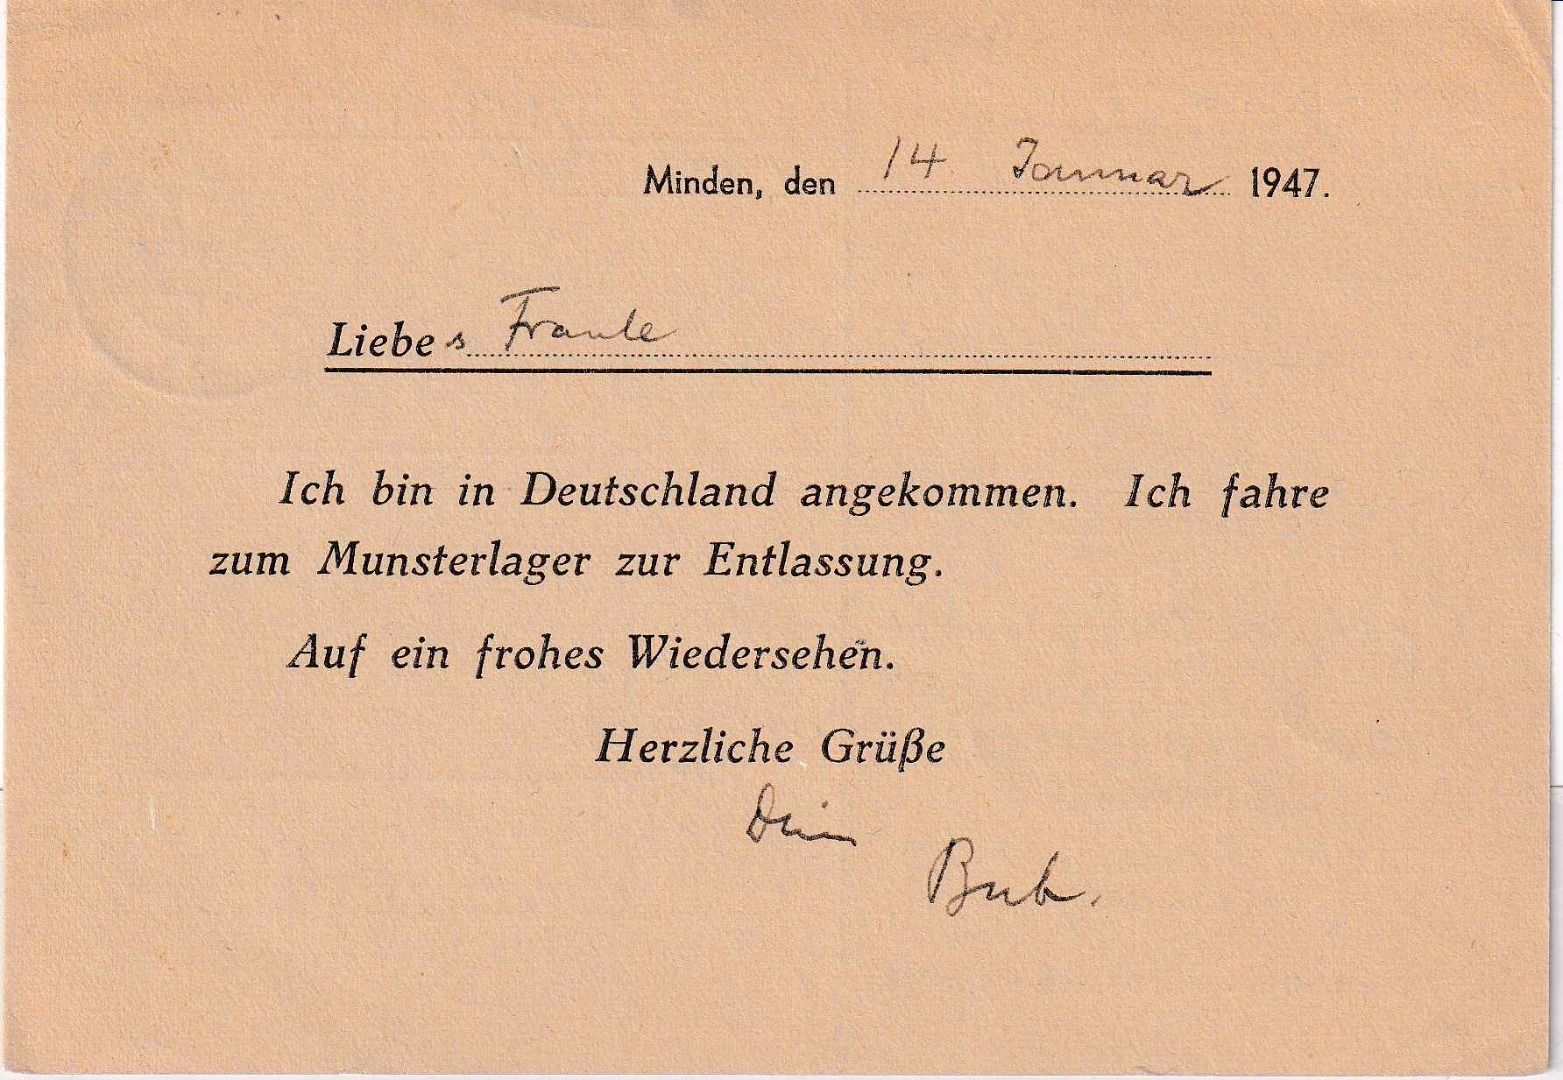 Minden, den 14. Januar 1947.
Liebes Fraule
Ich bin in Deutschland angekommen. Ich fahre
zum Munsterlager zur Entlassung.
Auf ein frohes Wiedersehen.
Herzliche Grüße
Dein
Bub.